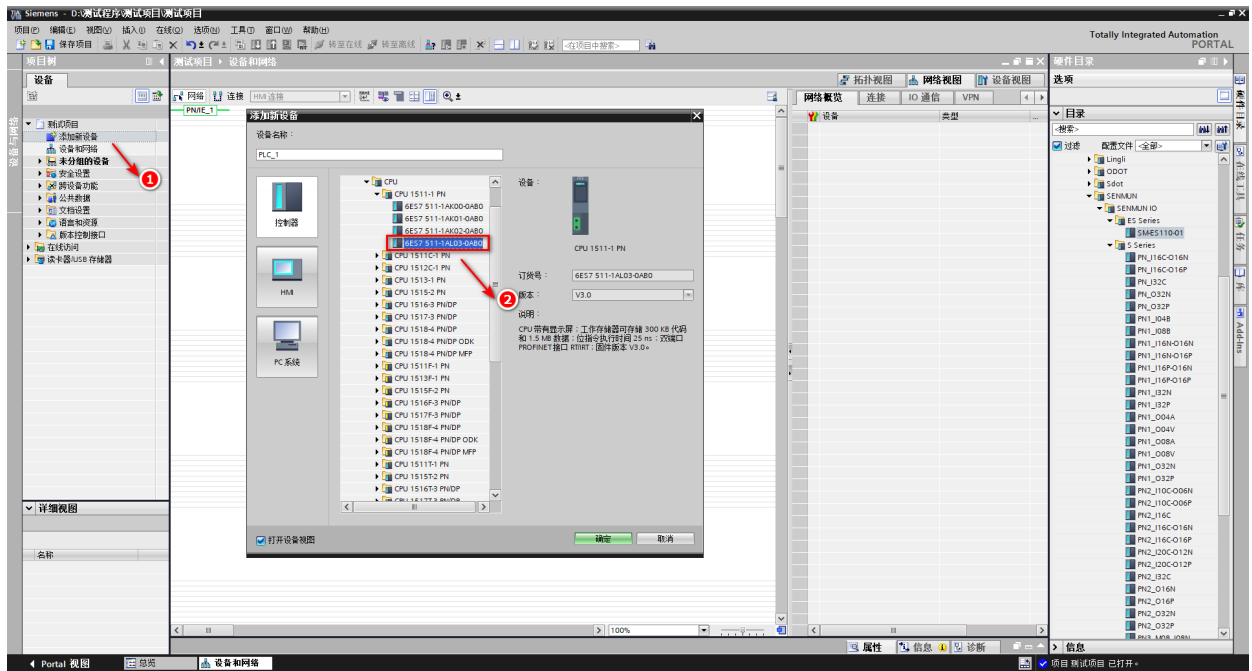 Siemens - D:\测试程序\测试项目\测试项目
项目(P) 编辑(E) 视图(V) 插入(I) 在线(O) 选项(N) 工具(T) 窗口(W) 帮助(H)
Totally Integrated Automation
PORTAL
保存项目 转至在线 转至离线 <在项目中搜索>
项目树
测试项目 › 设备和网络
硬件目录
设备
拓扑视图 网络视图 设备视图
选项
网络 连接 HMI 连接
网络概览 连接 IO 通信 VPN
PN/IE_1
设备 类型 ...
目录
<搜索>
过滤 配置文件 <全部>
测试项目
添加新设备
设备和网络
未分组的设备
安全设置
跨设备功能
公共数据
文档设置
语言和资源
版本控制接口
在线访问
读卡器/USB 存储器
1
设备与网络
添加新设备
设备名称：
PLC_1
控制器
HMI
PC 系统
CPU
CPU 1511-1 PN
6ES7 511-1AK00-0AB0
6ES7 511-1AK01-0AB0
6ES7 511-1AK02-0AB0
6ES7 511-1AL03-0AB0
CPU 1511C-1 PN
CPU 1512C-1 PN
CPU 1513-1 PN
CPU 1515-2 PN
CPU 1516-3 PN/DP
CPU 1517-3 PN/DP
CPU 1518-4 PN/DP
CPU 1518-4 PN/DP ODK
CPU 1518-4 PN/DP MFP
CPU 1511F-1 PN
CPU 1513F-1 PN
CPU 1515F-2 PN
CPU 1516F-3 PN/DP
CPU 1517F-3 PN/DP
CPU 1518F-4 PN/DP
CPU 1518F-4 PN/DP ODK
CPU 1518F-4 PN/DP MFP
CPU 1511T-1 PN
CPU 1515T-2 PN
CPU 1516T-3 PN/DP
CPU 1517T-3 PN/DP
2
设备：
CPU 1511-1 PN
订货号： 6ES7 511-1AL03-0AB0
版本： V3.0
说明：
CPU 带有显示屏；工作存储器可存储 300 KB 代码
和 1.5 MB 数据；位指令执行时间 25 ns；双端口
PROFINET 接口 RT/IRT；固件版本 V3.0。
打开设备视图
确定 取消
Lingli
ODOT
Sdot
SENMUN
SENMUN IO
ES Series
SM-ES110-01
S Series
PN_I16C-O16N
PN_I16C-O16P
PN_I32C
PN_O32N
PN_O32P
PN1_I04B
PN1_I08B
PN1_I16N-O16N
PN1_I16N-O16P
PN1_I16P-O16N
PN1_I16P-O16P
PN1_I32N
PN1_I32P
PN1_O04A
PN1_O04V
PN1_O08A
PN1_O08V
PN1_O32N
PN1_O32P
PN2_I10C-O06N
PN2_I10C-O06P
PN2_I16C
PN2_I16C-O16N
PN2_I16C-O16P
PN2_I20C-O12N
PN2_I20C-O12P
PN2_I32C
PN2_O16N
PN2_O16P
PN2_O32N
PN2_O32P
硬件目录
在线工具
任务
库
Add-Ins
详细视图
名称
100%
属性 信息 诊断
信息
Portal 视图 总览 设备和网络
项目 测试项目 已打开。